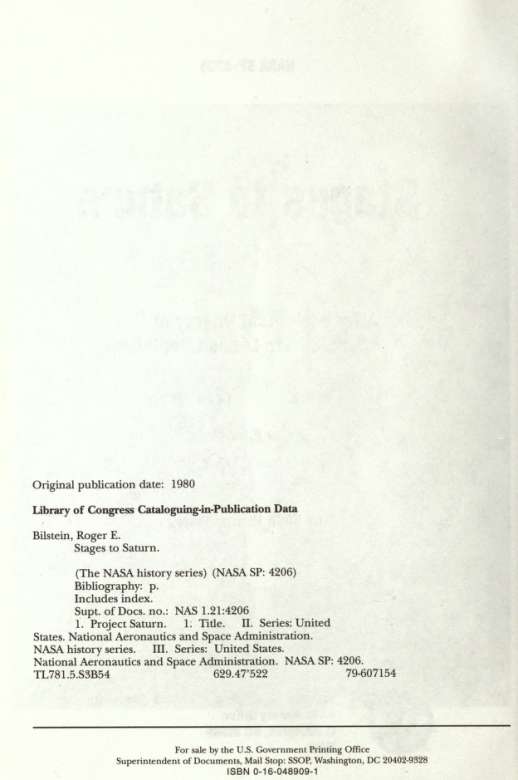 Original publication date: 1980
Library of Congress Cataloguing-in-Publication Data
Bilstein, Roger E.
Stages to Saturn.
(The NASA history series) (NASA SP: 4206)
Bibliography: p.
Includes index.
Supt. of Docs. no.: NAS 1.21:4206
1. Project Saturn. 1. Title. II. Series: United
States. National Aeronautics and Space Administration.
NASA history series. III. Series: United States.
National Aeronautics and Space Administration. NASA SP: 4206.
TL781.5.S3B54 629.47'522 79-607154
For sale by the U.S. Government Printing Office
Superintendent of Documents, Mail Stop: SSOP, Washington, DC 20402-9328
ISBN 0-16-048909-1